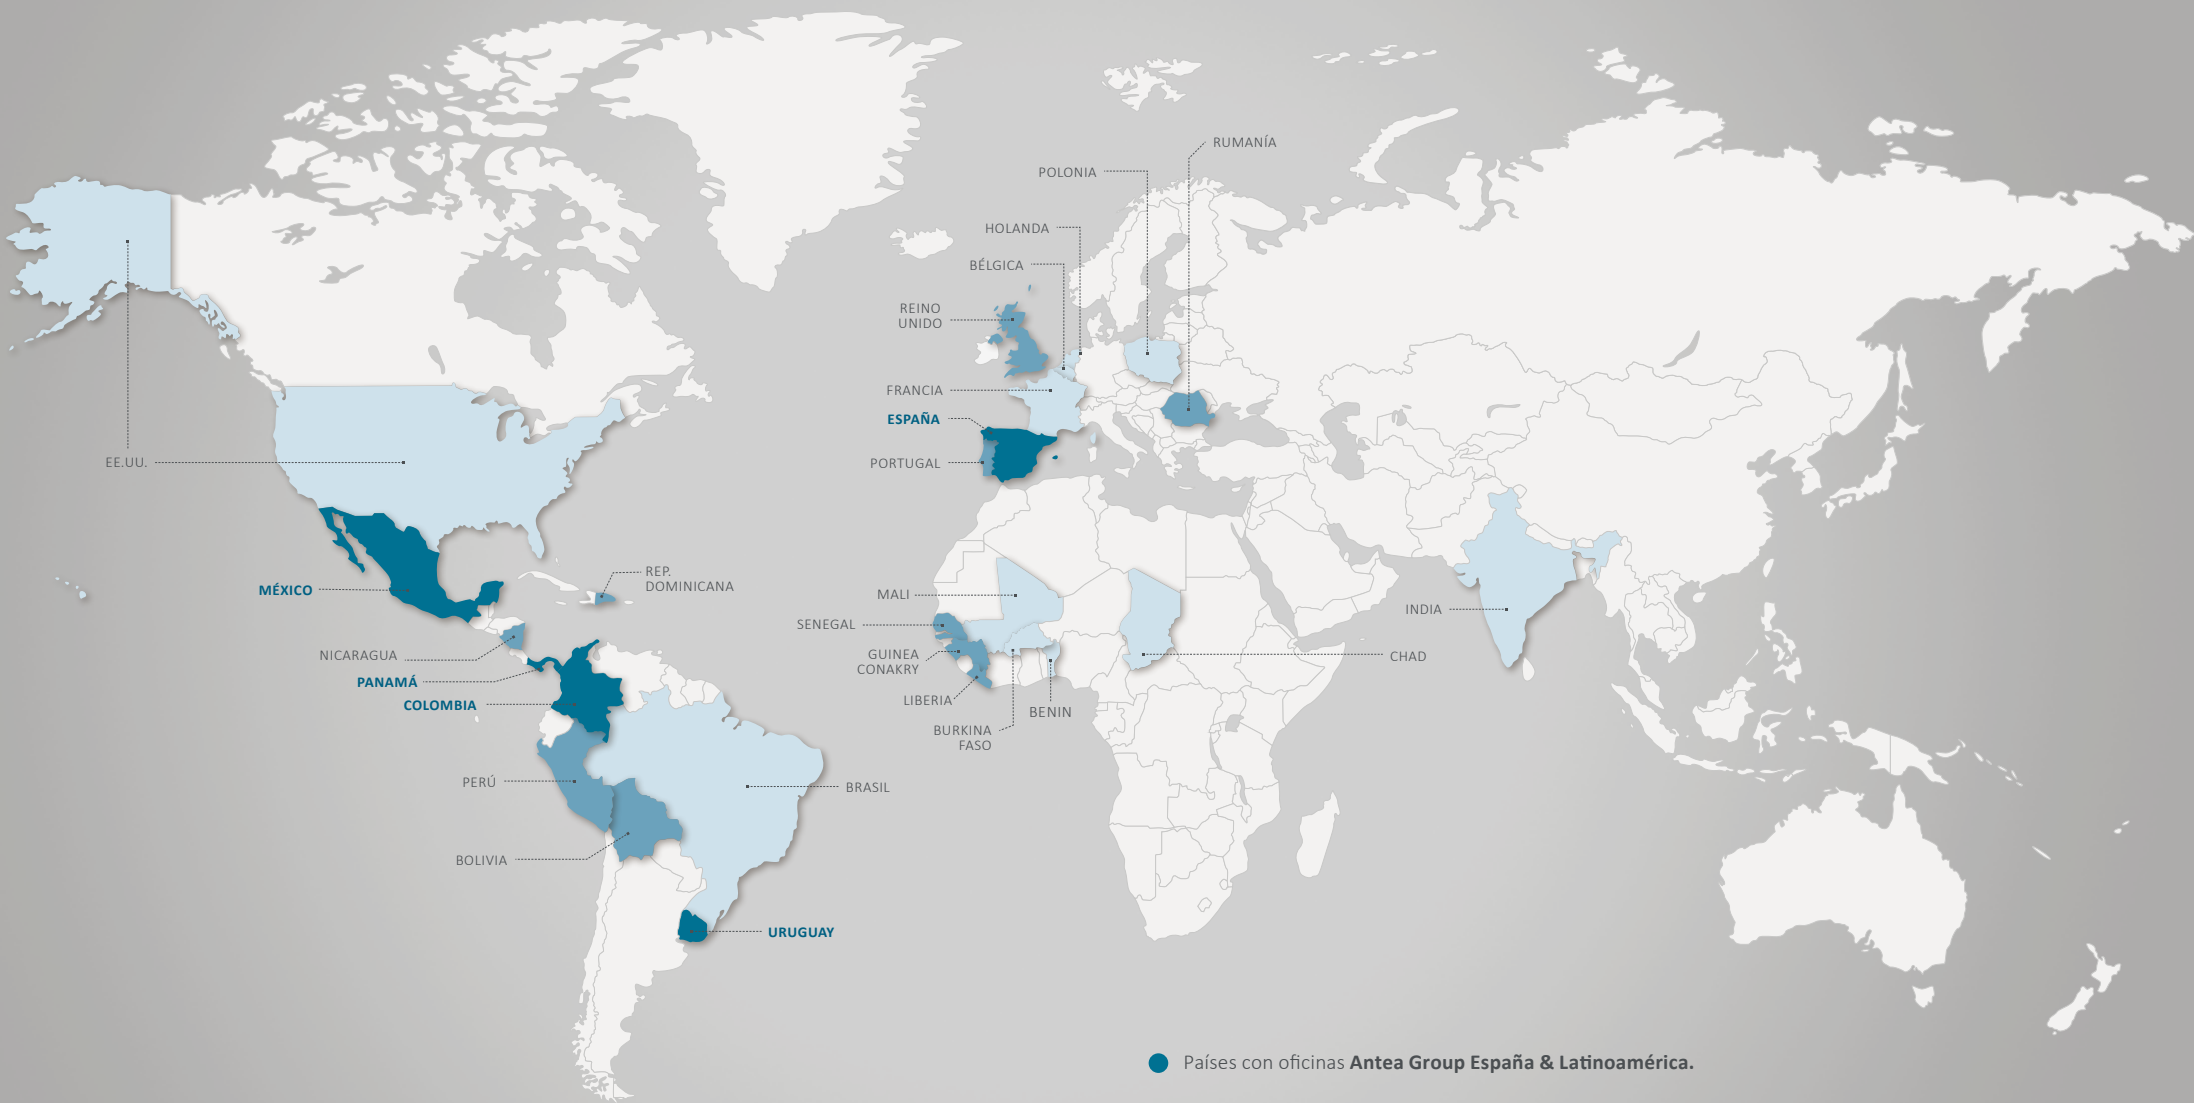 RUMANÍA
POLONIA
HOLANDA
BÉLGICA
REINO
UNIDO
FRANCIA
ESPAÑA
PORTUGAL
EE.UU.
MÉXICO
REP.
DOMINICANA
NICARAGUA
PANAMÁ
COLOMBIA
PERÚ
BRASIL
BOLIVIA
URUGUAY
MALI
SENEGAL
GUINEA
CONAKRY
LIBERIA
BURKINA
FASO
BENIN
CHAD
INDIA
Países con oficinas Antea Group España & Latinoamérica.